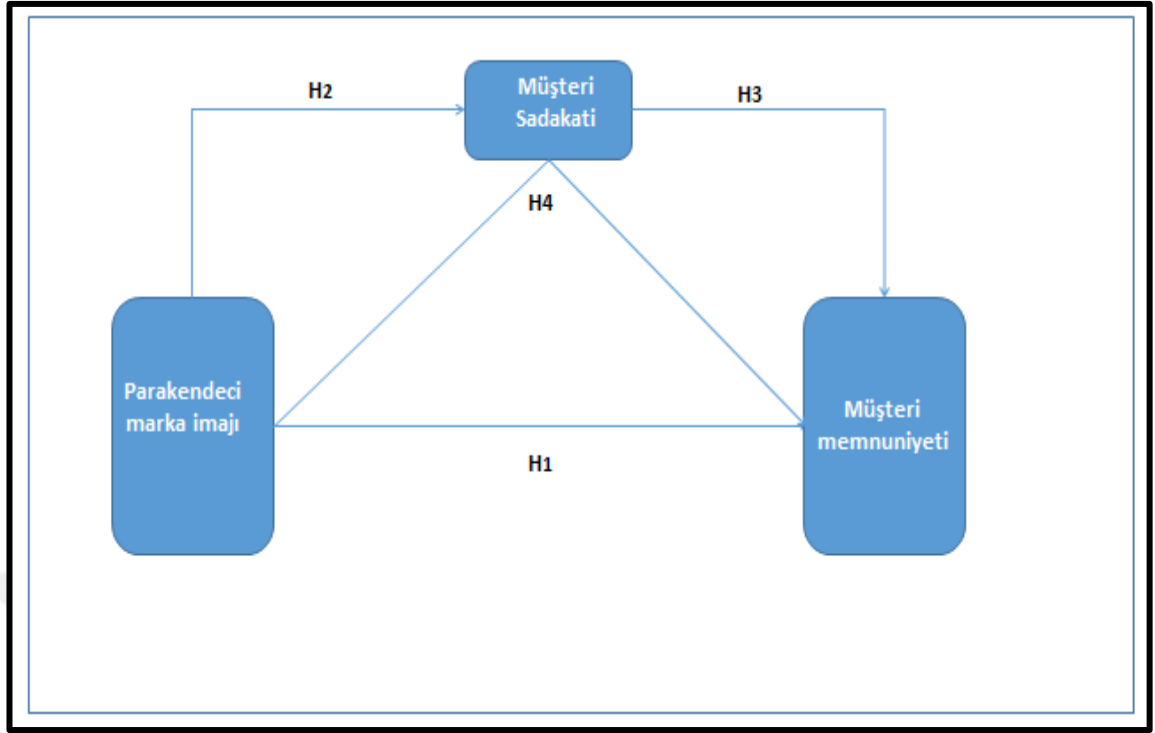 H2
Müşteri
Sadakati
H3
H4
Parakendeci
marka imajı
Müşteri
memnuniyeti
H1